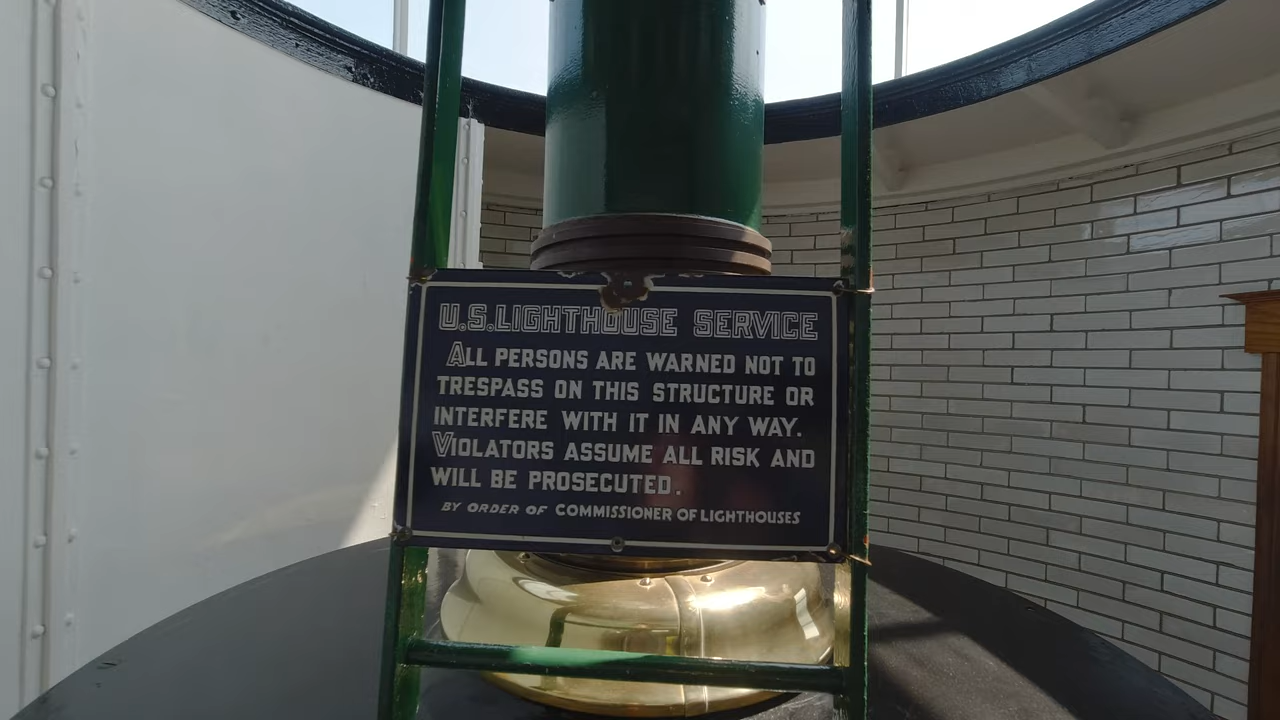 U.S. LIGHTHOUSE SERVICE
ALL PERSONS ARE WARNED NOT TO
TRESPASS ON THIS STRUCTURE OR
INTERFERE WITH IT IN ANY WAY.
VIOLATORS ASSUME ALL RISK AND
WILL BE PROSECUTED.
BY ORDER OF COMMISSIONER OF LIGHTHOUSES